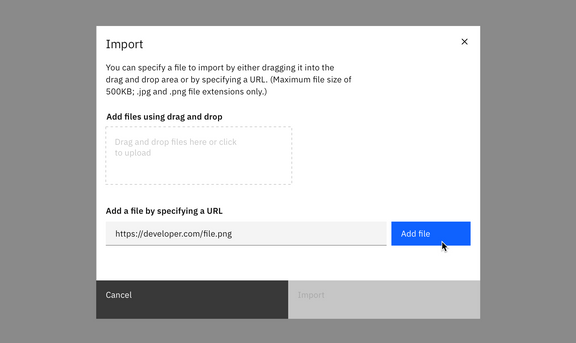 Import
You can specify a file to import by either dragging it into the
drag and drop area or by specifying a URL. (Maximum file size of
500KB; .jpg and .png file extensions only.)
Add files using drag and drop
Drag and drop files here or click
to upload
Add a file by specifying a URL
https://developer.com/file.png
Add file
Cancel
Import